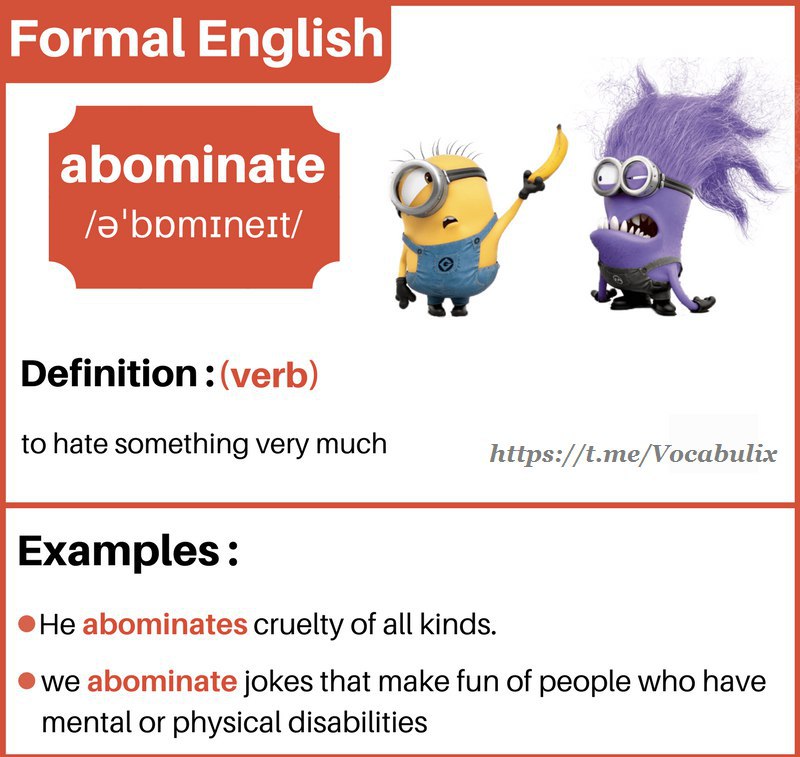 Formal English
abominate
/əˈbɒmɪneɪt/
Definition : (verb)
to hate something very much
https://t.me/Vocabulix
Examples :
He abominates cruelty of all kinds.
we abominate jokes that make fun of people who have
mental or physical disabilities